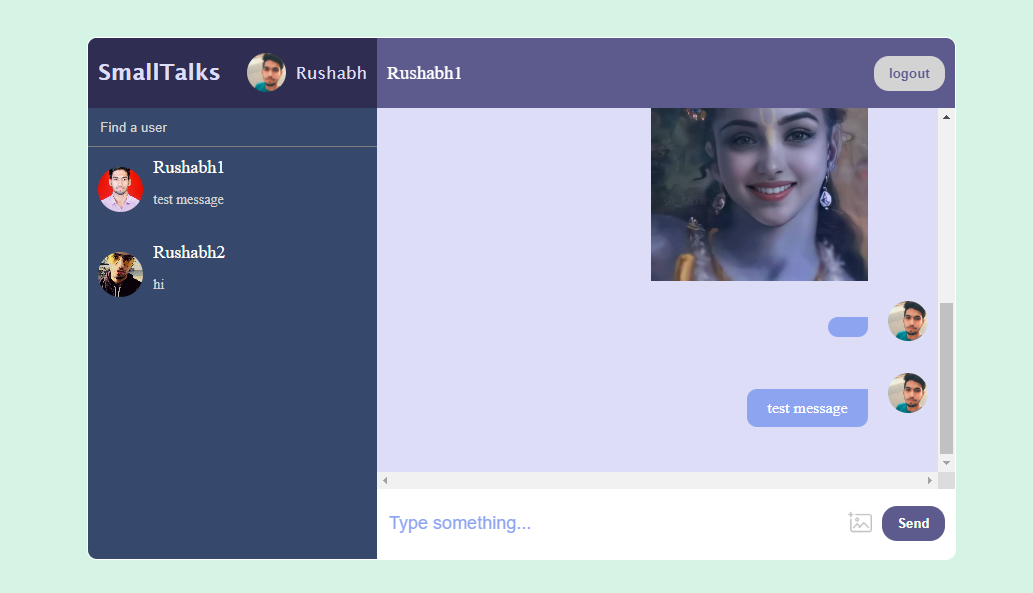 SmallTalks
Rushabh
Rushabh1
logout
Find a user
Rushabh1
test message
Rushabh2
hi
test message
Type something...
Send